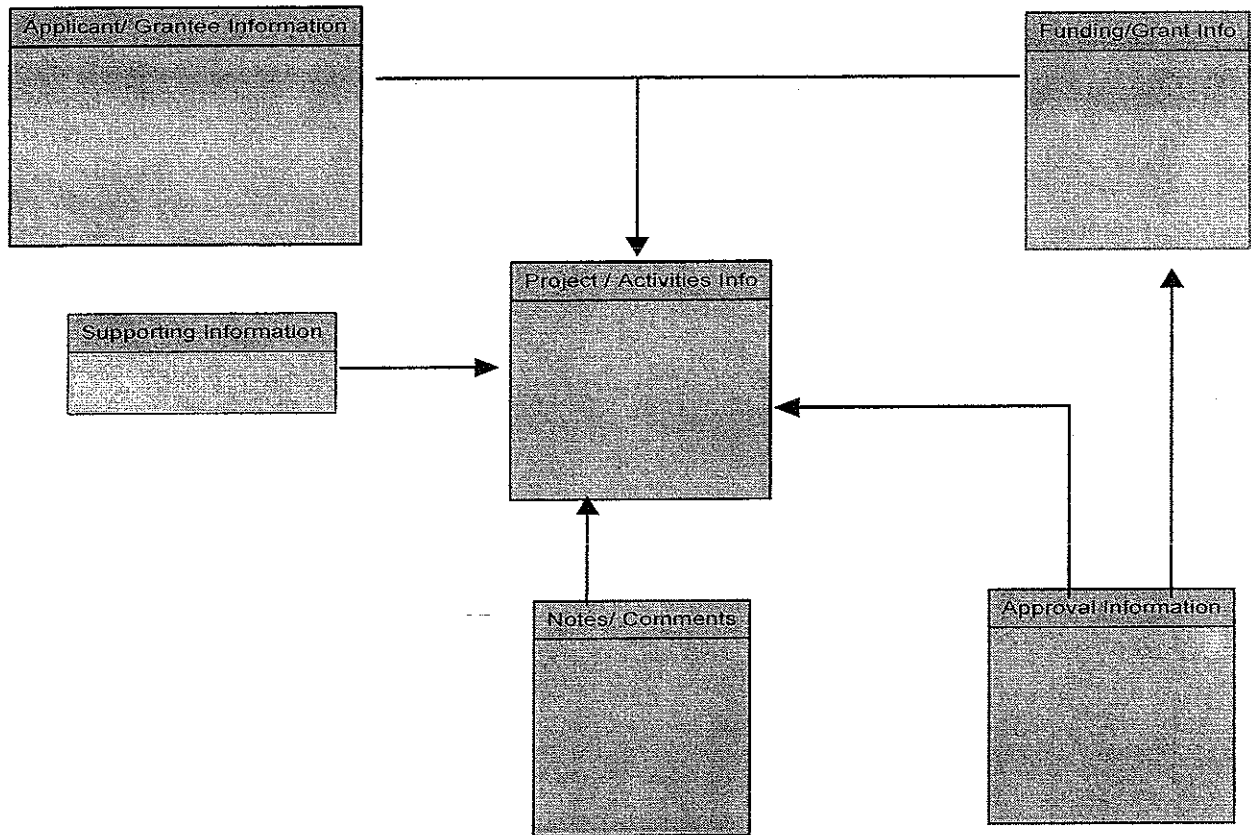 Applicant/ Grantee Information
Funding/Grant Info
Project / Activities Info
Supporting Information
Notes/ Comments
Approval Information